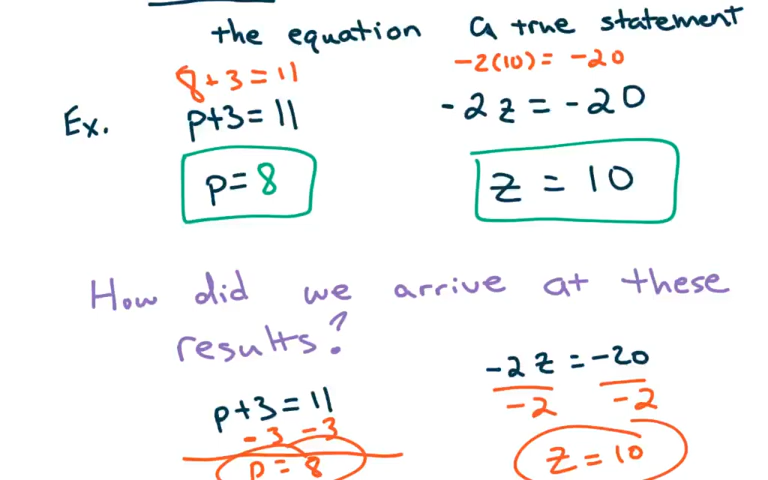 the equation a true statement
8+3=11 -2(10)= -20
Ex. p+3=11 -2z=-20
p=8 z = 10
How did we arrive at these
results?
p+3=11 -2z=-20
-3 -3 -2 -2
p=8 z=10